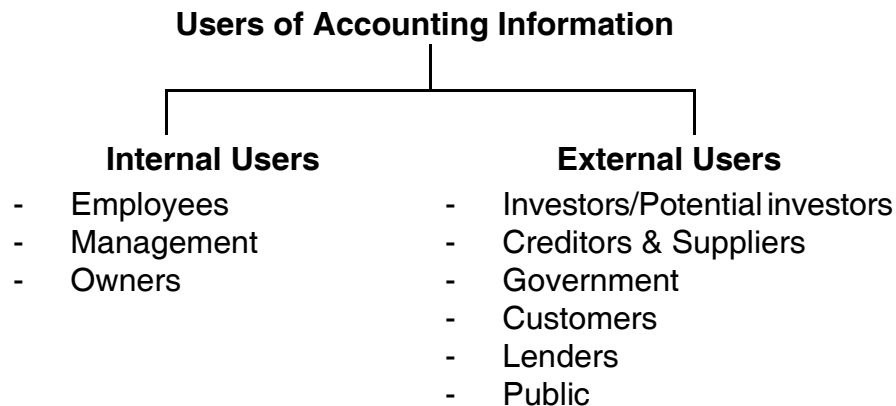 Users of Accounting Information
Internal Users
- Employees
- Management
- Owners
External Users
- Investors/Potential investors
- Creditors & Suppliers
- Government
- Customers
- Lenders
- Public